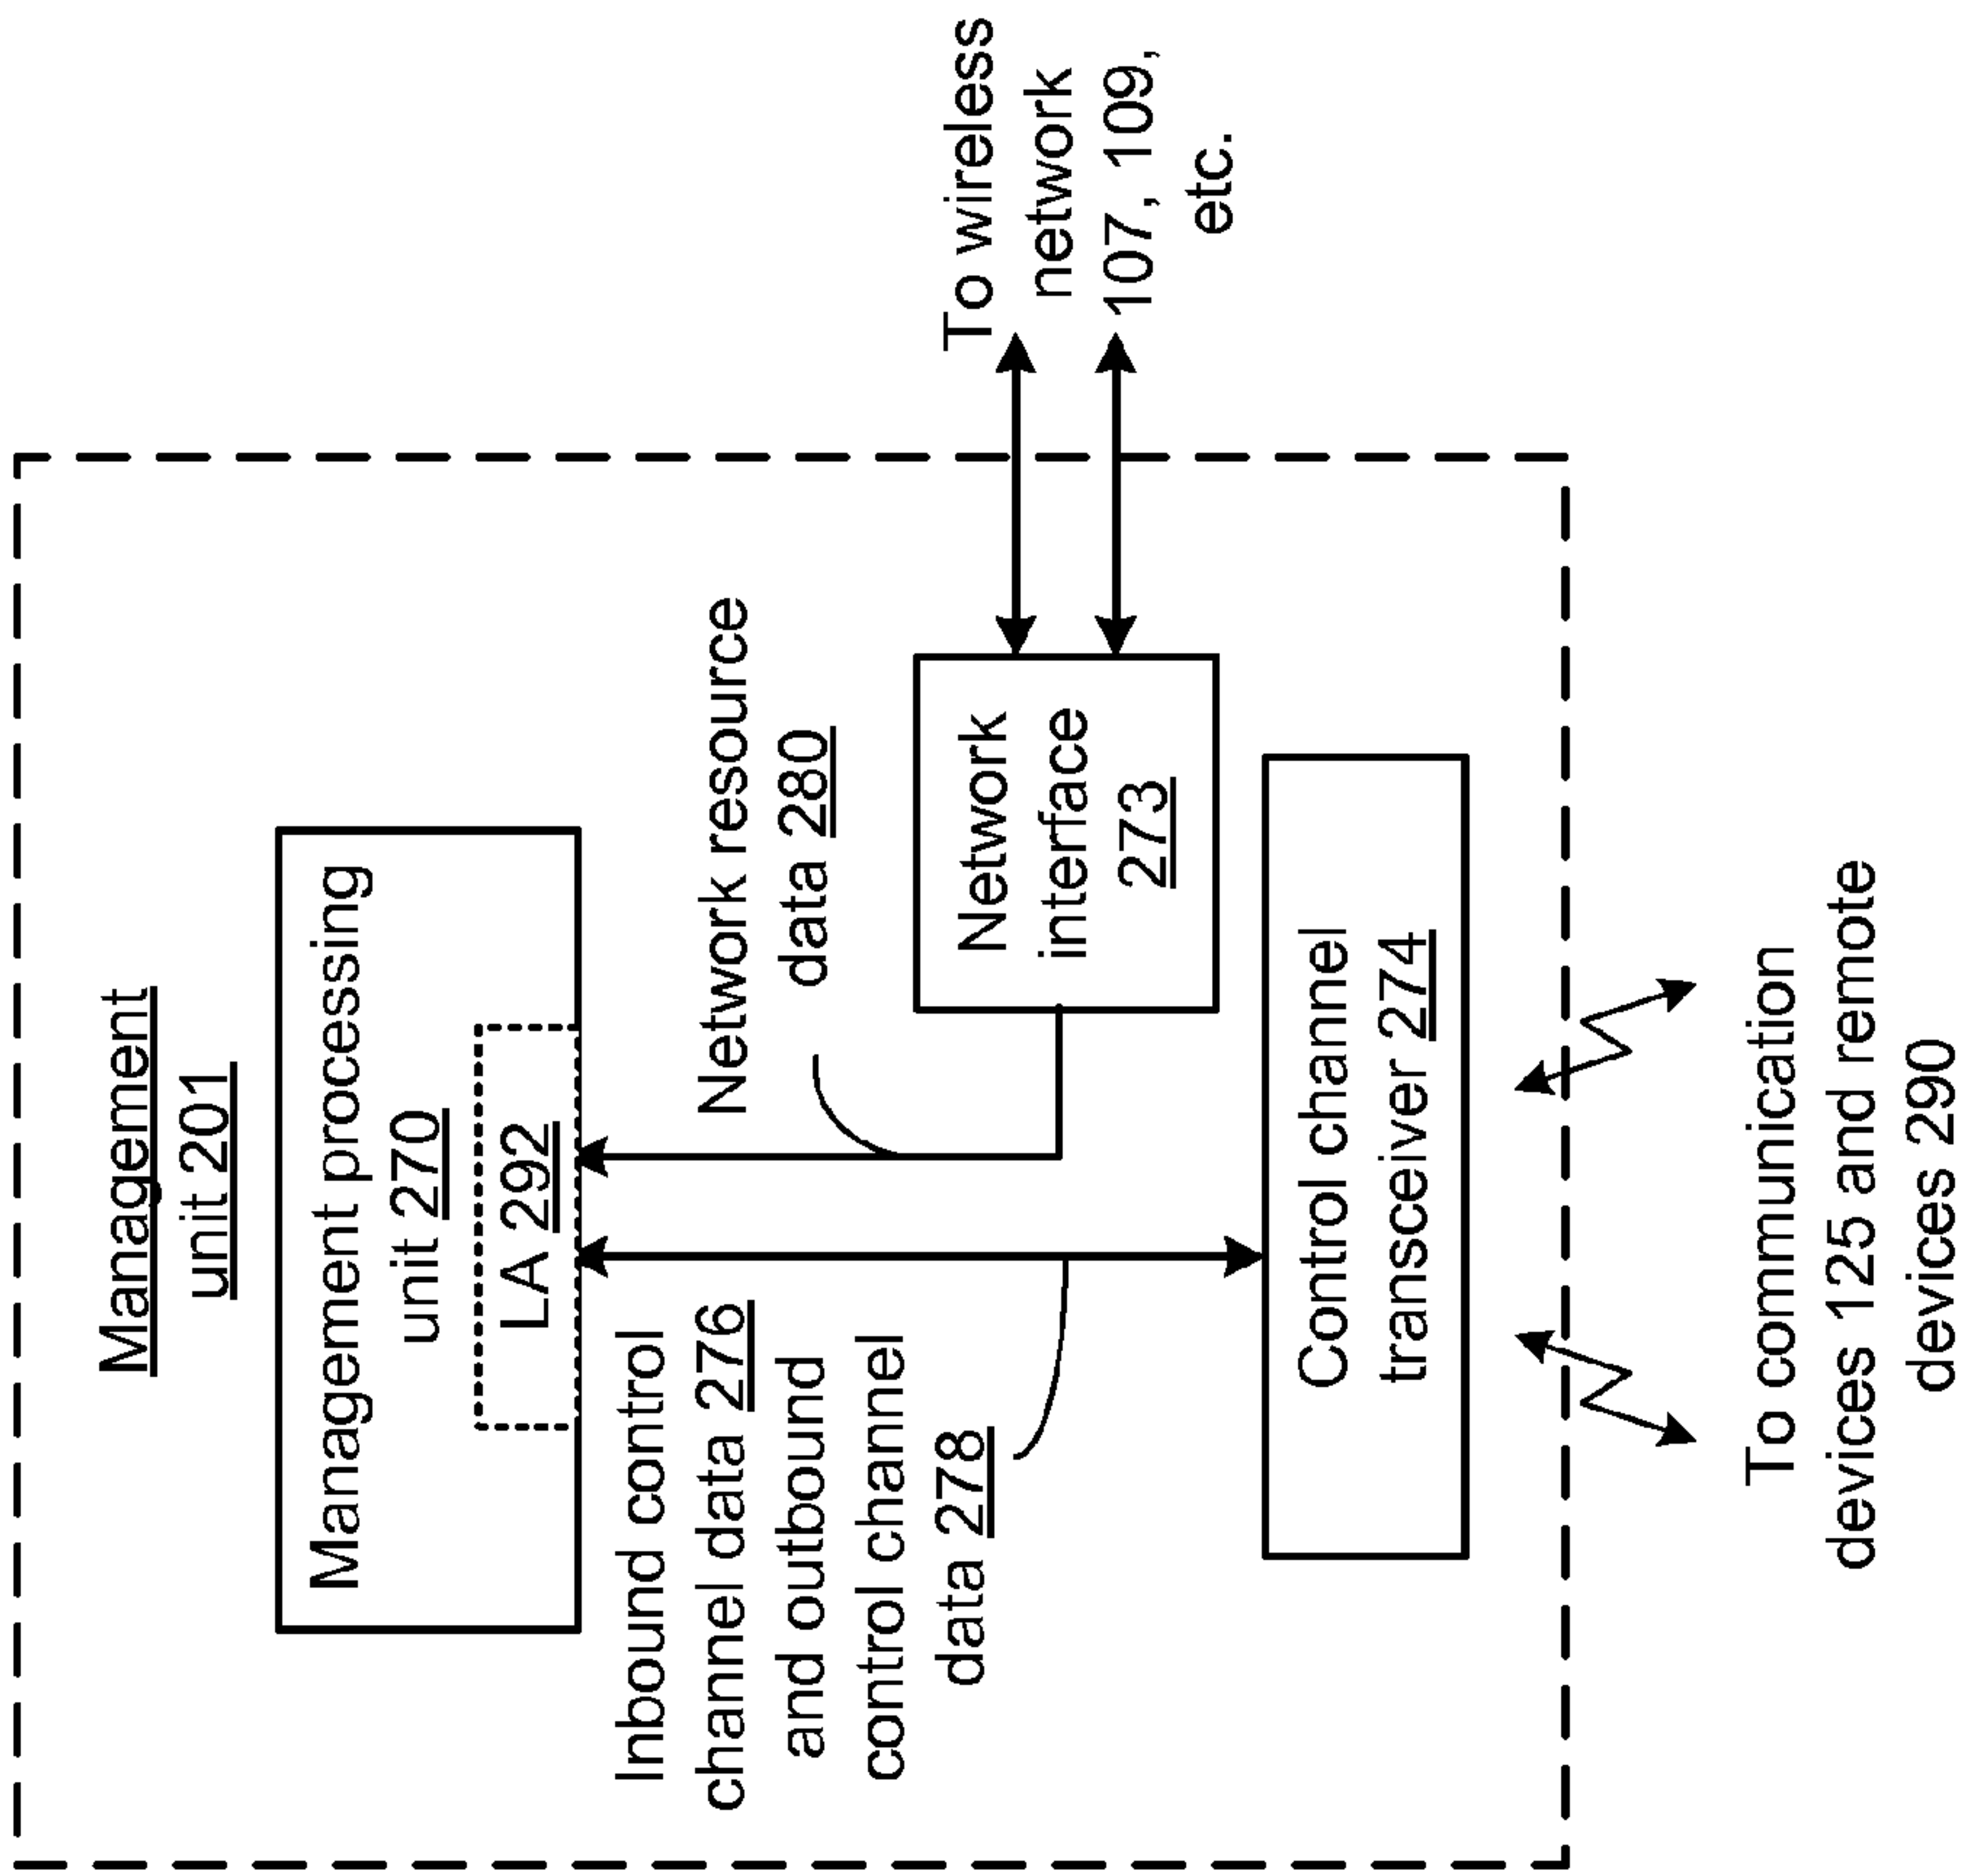 Management
unit 201
Management processing
unit 270
LA 292
Inbound control
channel data 276
and outbound
control channel
data 278
Network resource
data 280
Network
interface
273
To wireless
network
107, 109,
etc.
Control channel
transceiver 274
To communication
devices 125 and remote
devices 290